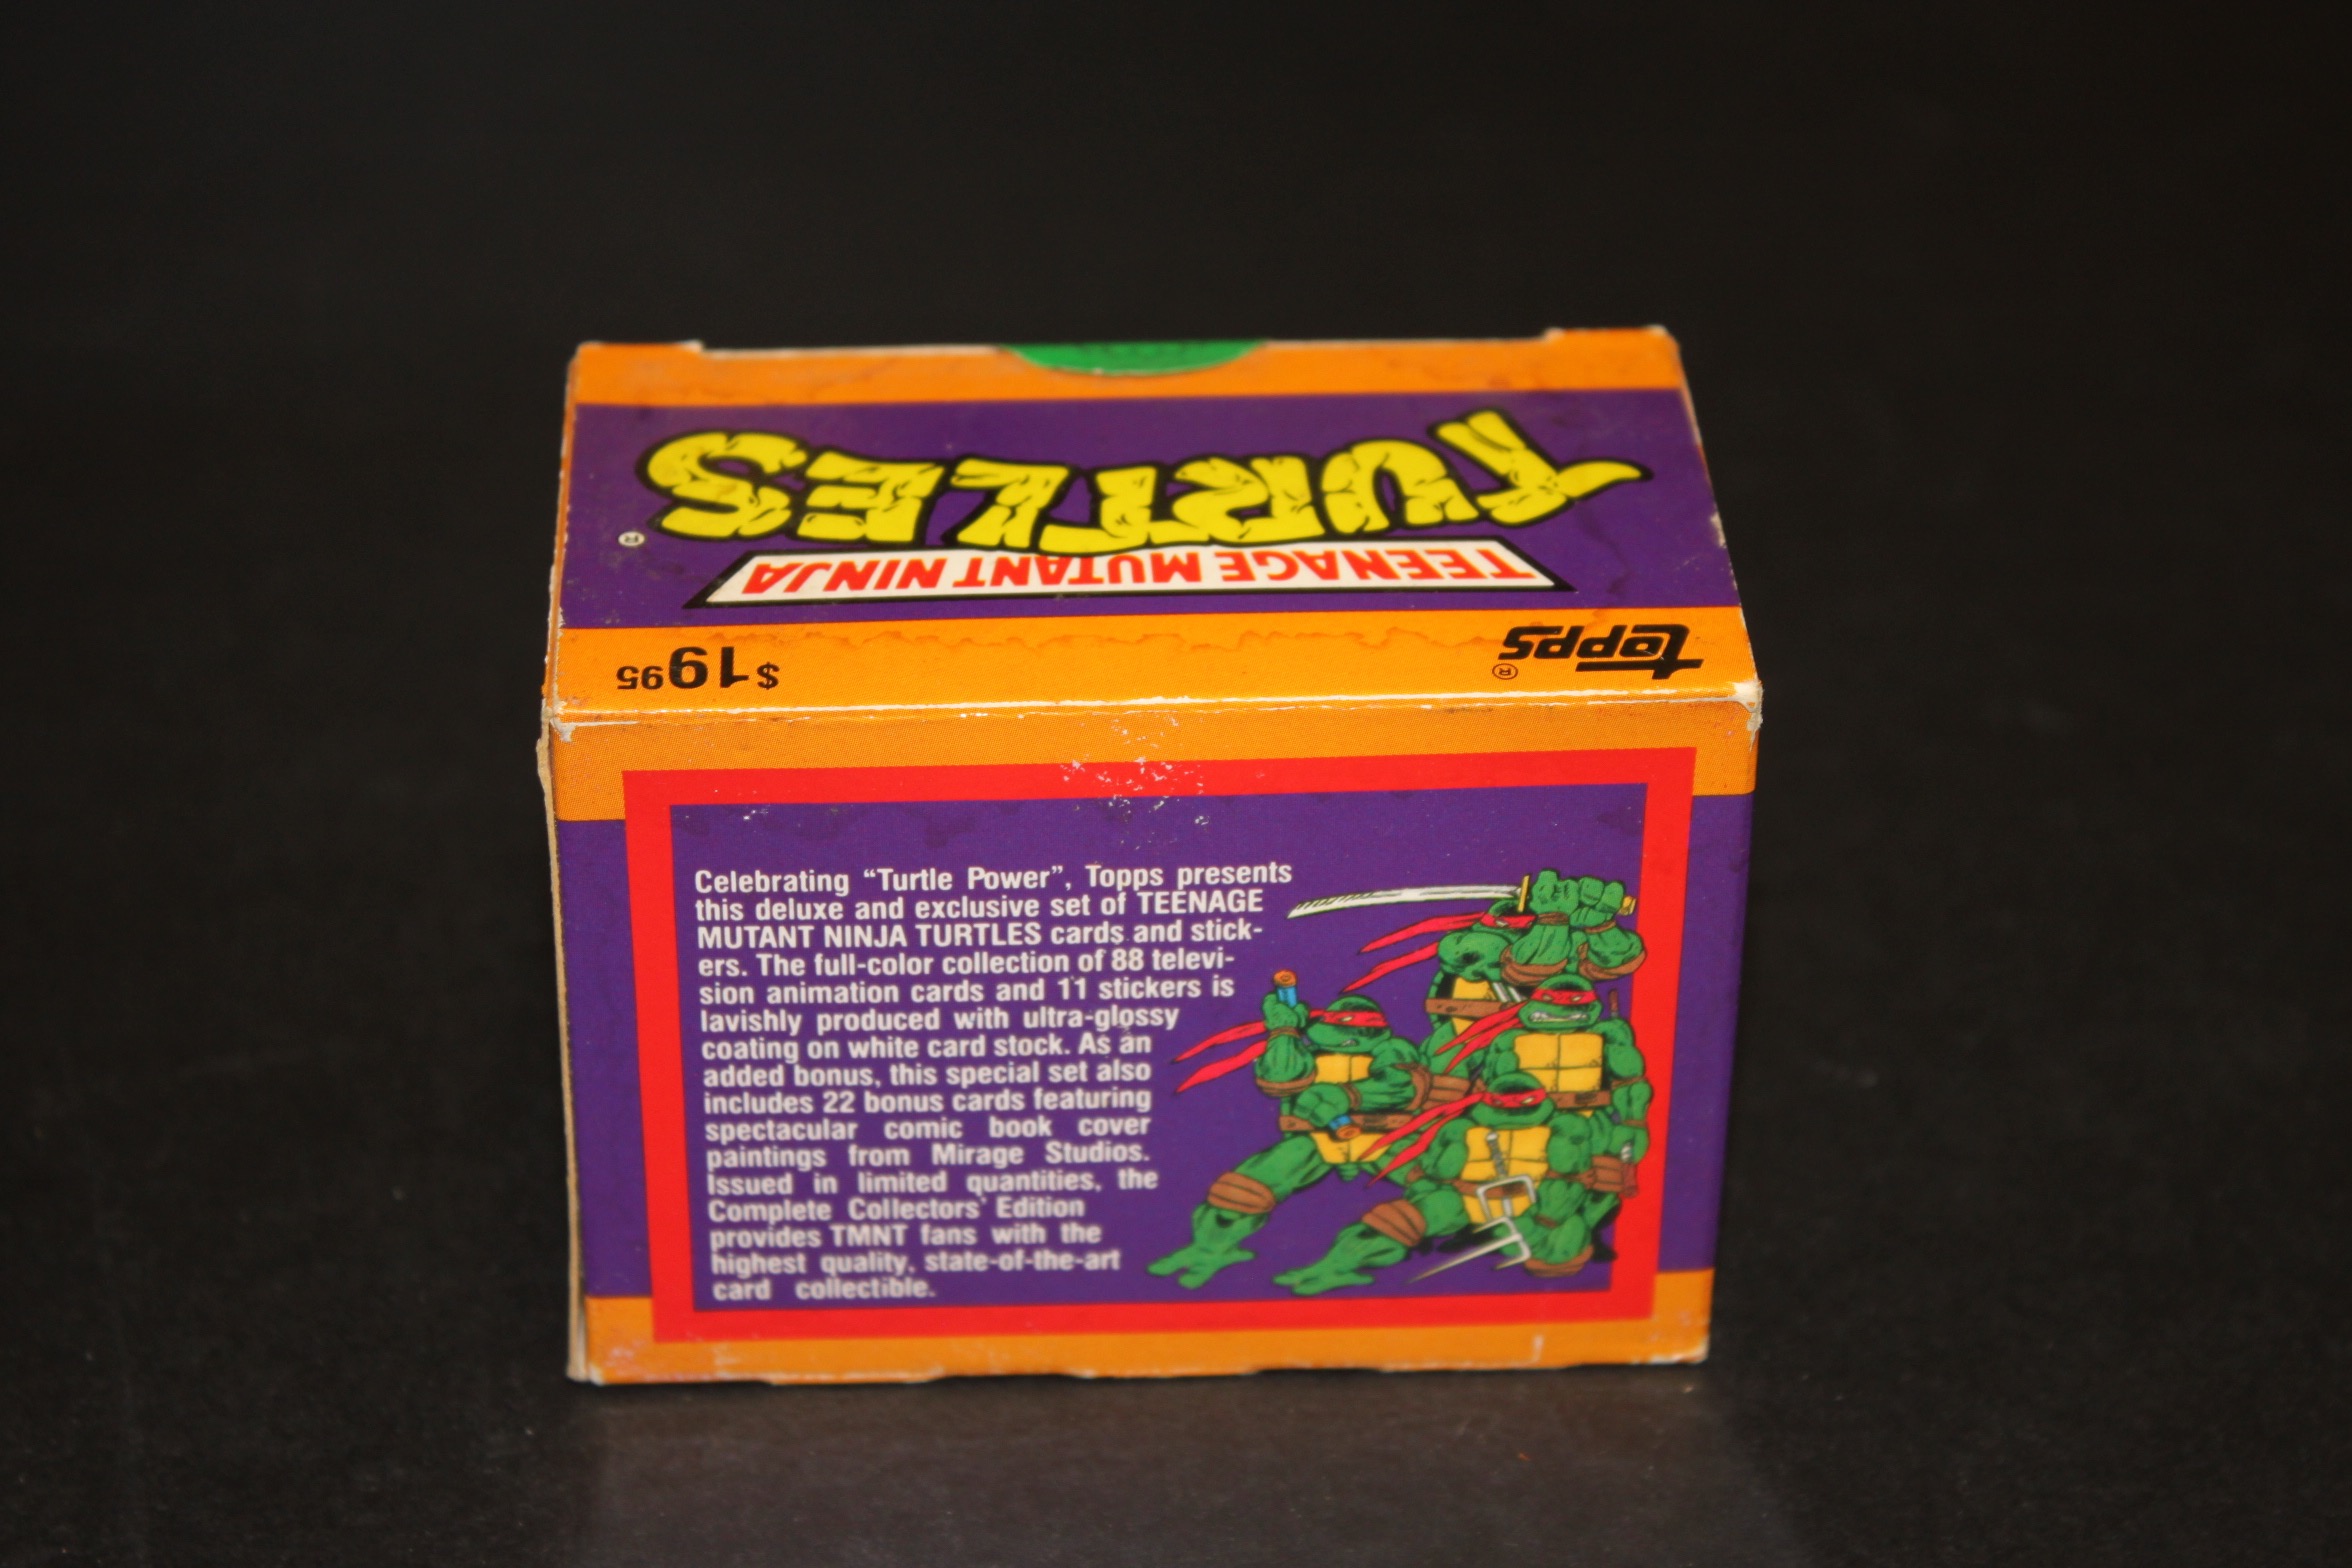 TURTLES
®
TEENAGE MUTANT NINJA
topps®
$1995
Celebrating “Turtle Power”, Topps presents
this deluxe and exclusive set of TEENAGE
MUTANT NINJA TURTLES cards and stick-
ers. The full-color collection of 88 televi-
sion animation cards and 11 stickers is
lavishly produced with ultra-glossy
coating on white card stock. As an
added bonus, this special set also
includes 22 bonus cards featuring
spectacular comic book cover
paintings from Mirage Studios.
Issued in limited quantities, the
Complete Collectors’ Edition
provides TMNT fans with the
highest quality, state-of-the-art
card collectible.